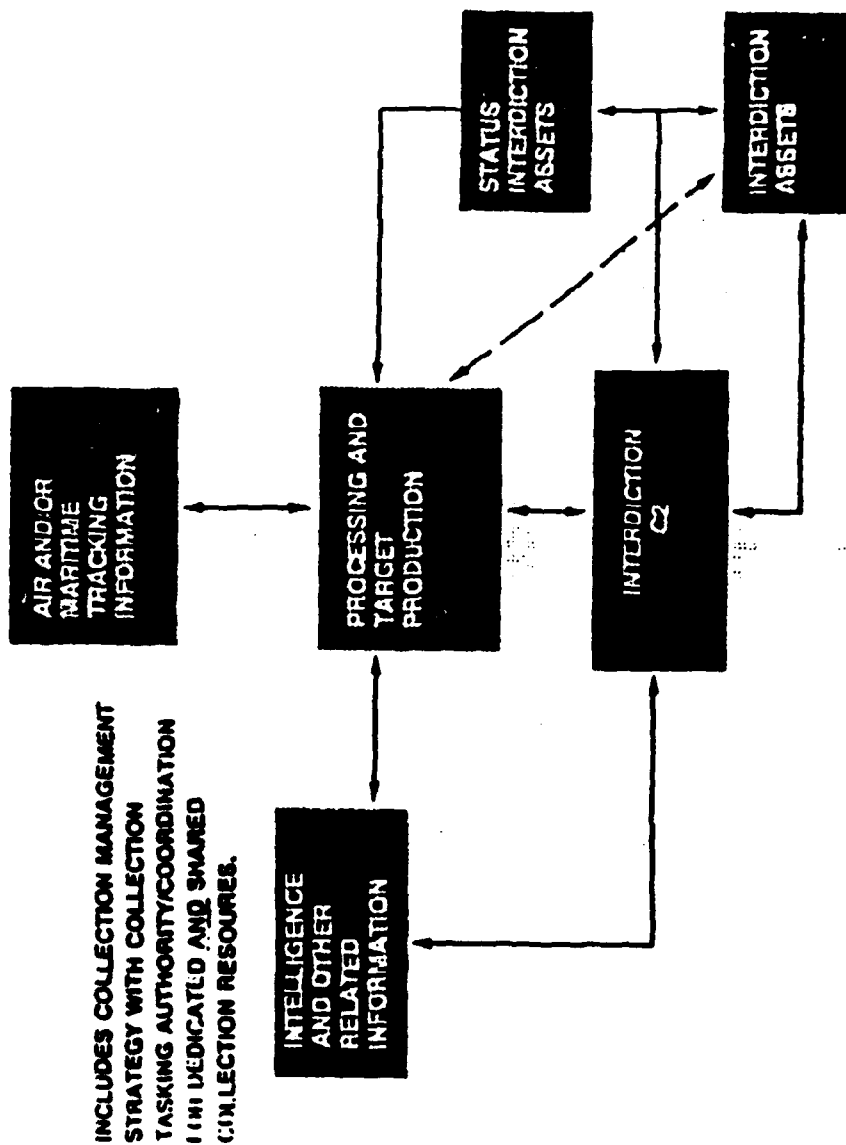 INCLUDES COLLECTION MANAGEMENT
STRATEGY WITH COLLECTION
TASKING AUTHORITY/COORDINATION
DEDICATED AND SHARED
COLLECTION RESOURES.
AIR AND/OR
MARITIME
TRACKING
INFORMATION
INTELLIGENCE
AND OTHER
RELATED
INFORMATION
PROCESSING AND
TARGET
PRODUCTION
STATUS
INTERDICTION
ASSETS
INTERDICTION
C2
INTERDICTION
ASSETS